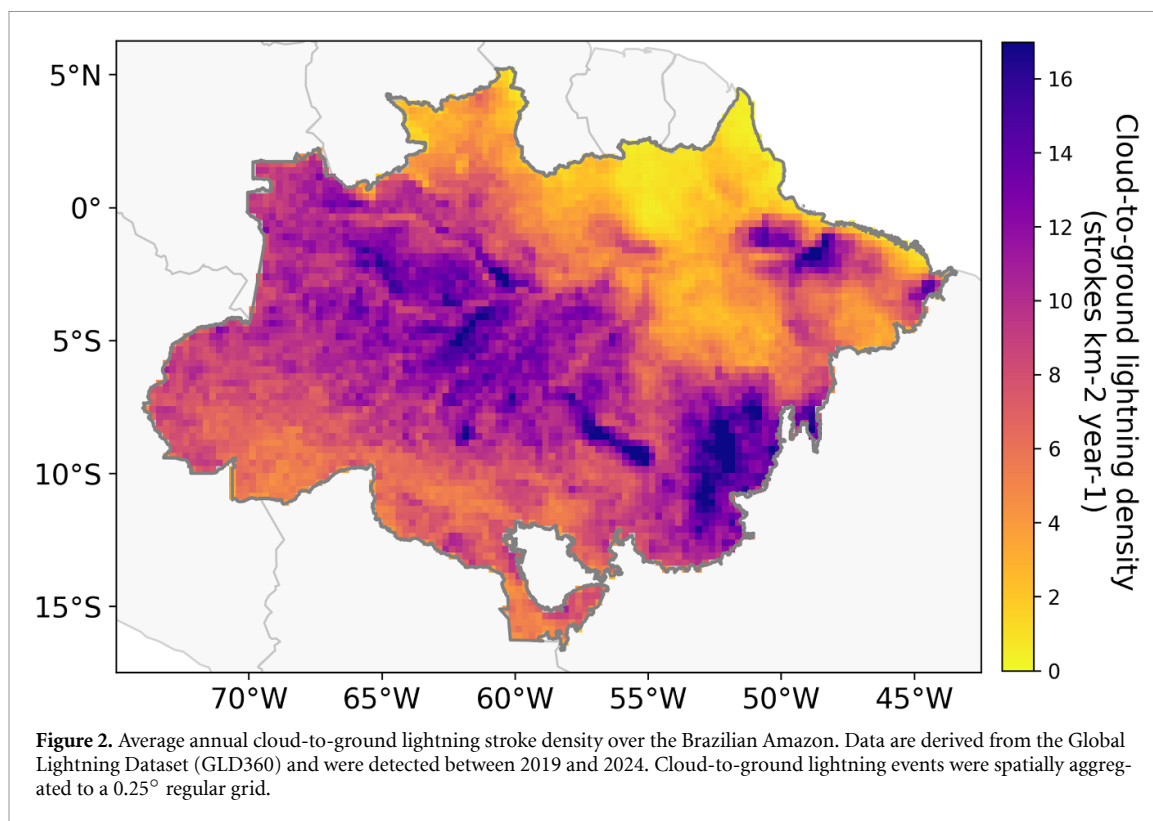 5°N
0°
5°S
10°S
15°S
70°W 65°W 60°W 55°W 50°W 45°W
16
14
12
10
8
6
4
2
0
Cloud-to-ground lightning density
(strokes km-2 year-1)
Figure 2. Average annual cloud-to-ground lightning stroke density over the Brazilian Amazon. Data are derived from the Global
Lightning Dataset (GLD360) and were detected between 2019 and 2024. Cloud-to-ground lightning events were spatially aggreg-
ated to a 0.25° regular grid.